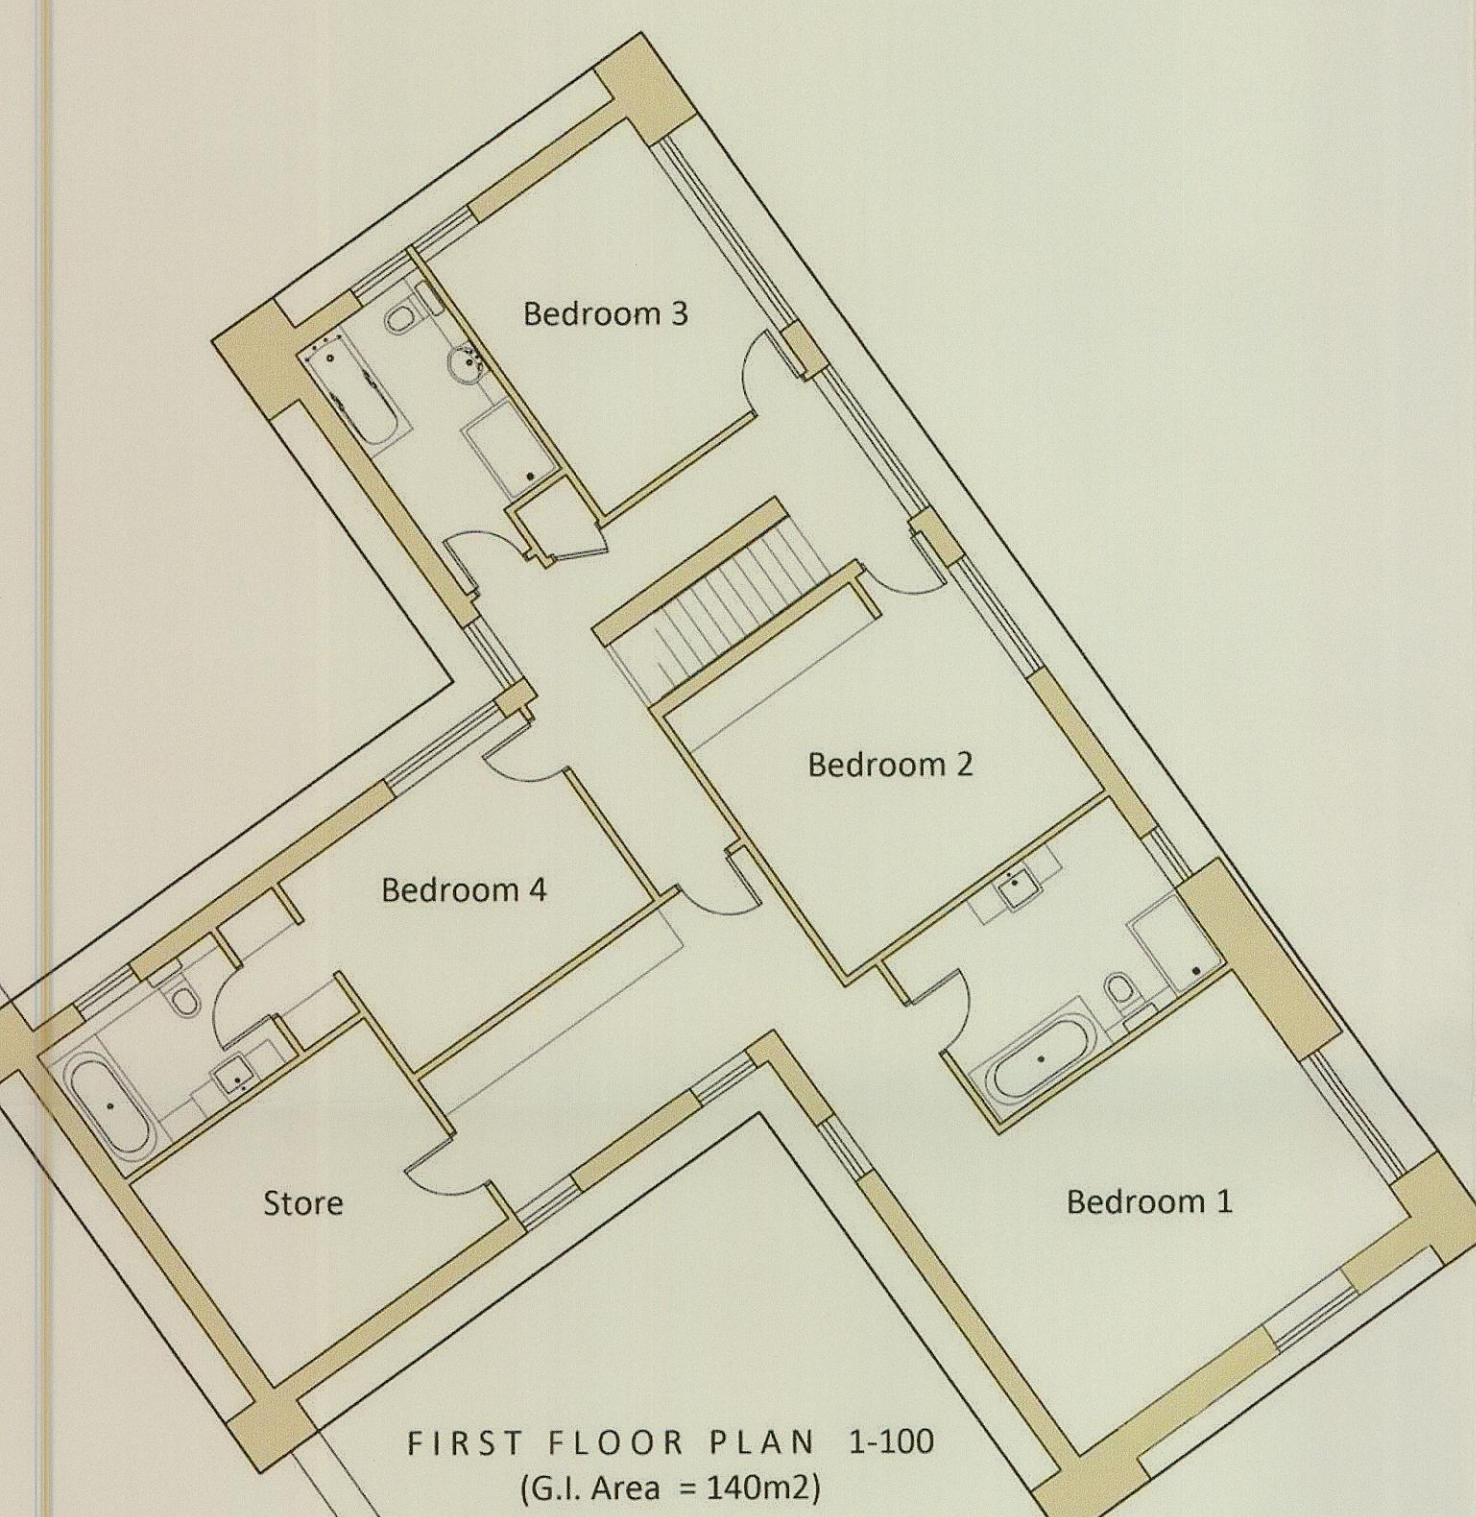 Bedroom 3
Bedroom 2
Bedroom 4
Store
Bedroom 1
FIRST FLOOR PLAN 1-100
(G.I. Area = 140m2)